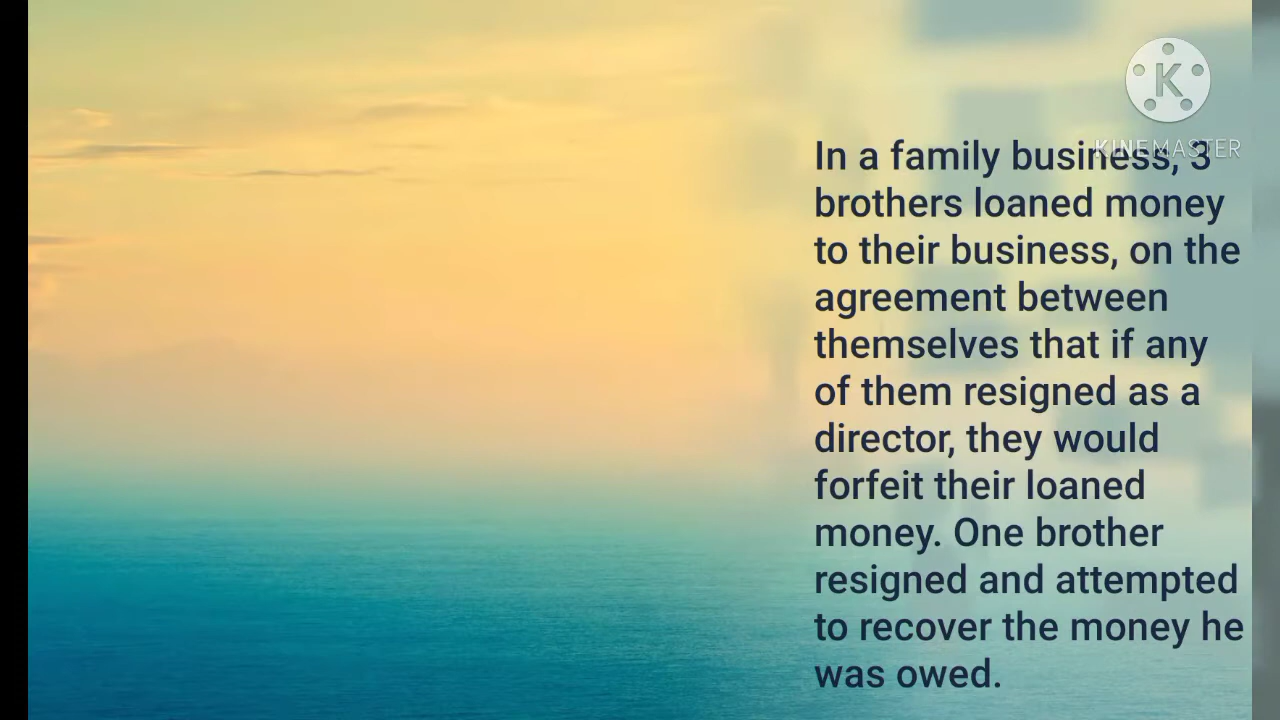 K
KINEMASTER
In a family business, 3
brothers loaned money
to their business, on the
agreement between
themselves that if any
of them resigned as a
director, they would
forfeit their loaned
money. One brother
resigned and attempted
to recover the money he
was owed.